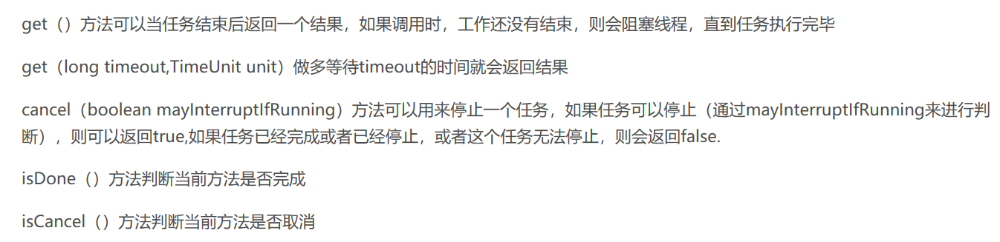 get（）方法可以当任务结束后返回一个结果，如果调用时，工作还没有结束，则会阻塞线程，直到任务执行完毕
get（long timeout,TimeUnit unit）做多等待timeout的时间就会返回结果
cancel（boolean mayInterruptIfRunning）方法可以用来停止一个任务，如果任务可以停止（通过mayInterruptIfRunning来进行判
断），则可以返回true,如果任务已经完成或者已经停止，或者这个任务无法停止，则会返回false.
isDone（）方法判断当前方法是否完成
isCancel（）方法判断当前方法是否取消